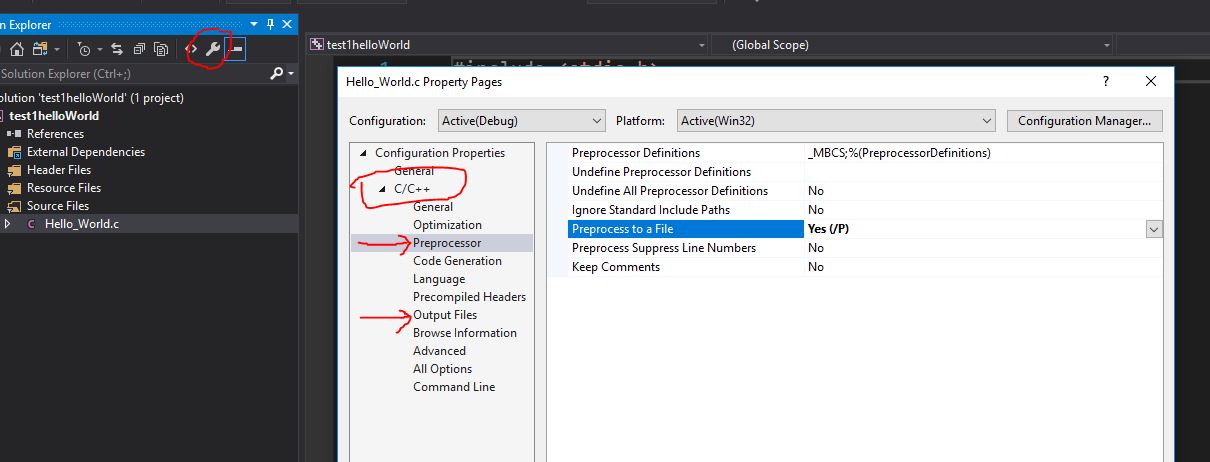 n Explorer
Solution Explorer (Ctrl+;)
olution 'test1helloWorld' (1 project)
test1helloWorld
References
External Dependencies
Header Files
Resource Files
Source Files
Hello_World.c
test1helloWorld
(Global Scope)
1 #include <stdio.h>
Hello_World.c Property Pages
Configuration: Active(Debug) Platform: Active(Win32) Configuration Manager...
Configuration Properties
General
C/C++
General
Optimization
Preprocessor
Code Generation
Language
Precompiled Headers
Output Files
Browse Information
Advanced
All Options
Command Line
Preprocessor Definitions _MBCS;%(PreprocessorDefinitions)
Undefine Preprocessor Definitions
Undefine All Preprocessor Definitions No
Ignore Standard Include Paths No
Preprocess to a File Yes (/P)
Preprocess Suppress Line Numbers No
Keep Comments No